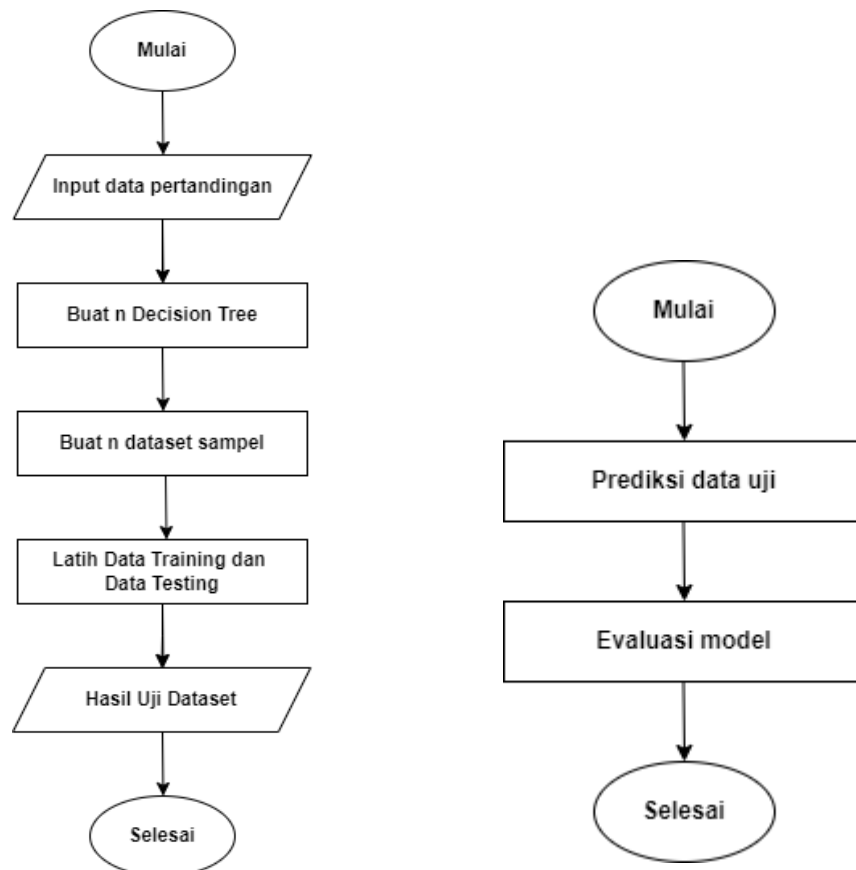 Mulai
Input data pertandingan
Buat n Decision Tree
Buat n dataset sampel
Latih Data Training dan
Data Testing
Hasil Uji Dataset
Selesai
Mulai
Prediksi data uji
Evaluasi model
Selesai